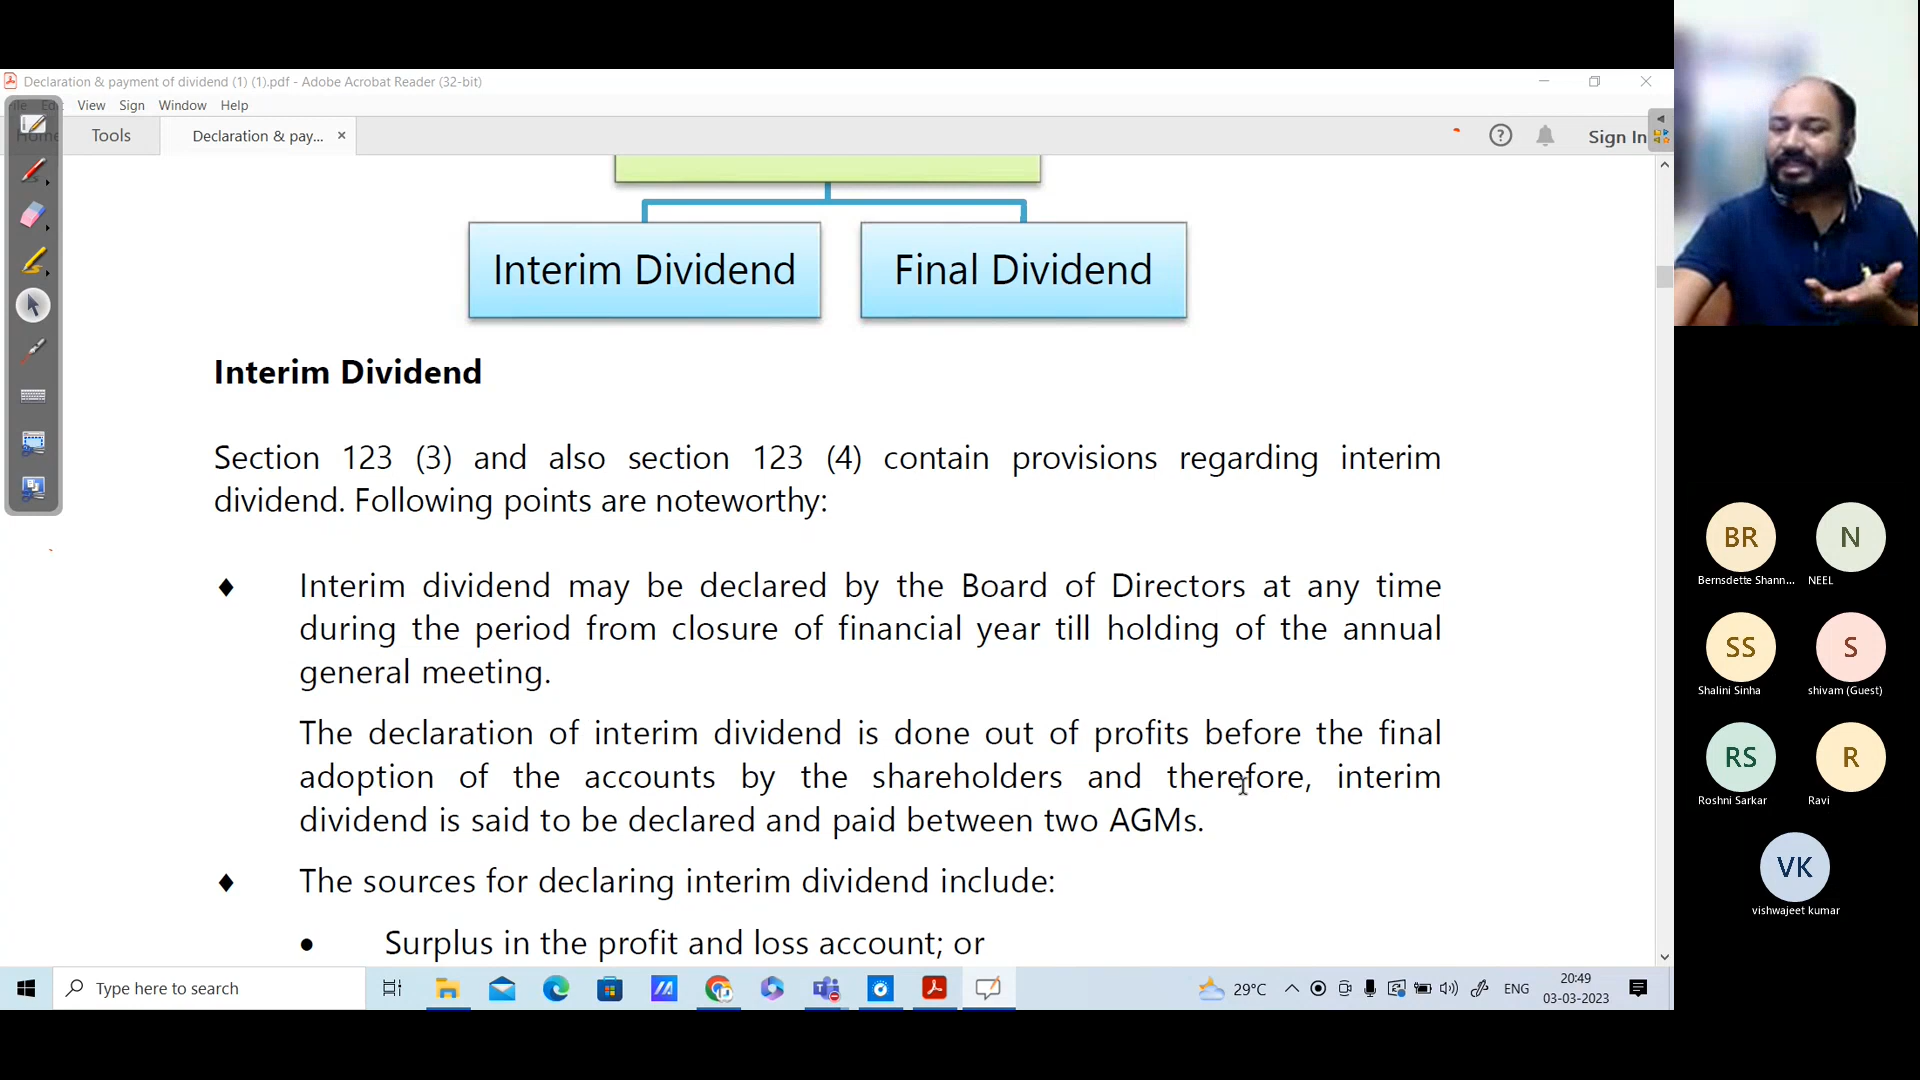 Declaration & payment of dividend (1) (1).pdf - Adobe Acrobat Reader (32-bit)
View Sign Window Help
Tools
Declaration & pay... ×
Sign In
Interim Dividend
Final Dividend
Interim Dividend
Section 123 (3) and also section 123 (4) contain provisions regarding interim
dividend. Following points are noteworthy:
♦ Interim dividend may be declared by the Board of Directors at any time
during the period from closure of financial year till holding of the annual
general meeting.
The declaration of interim dividend is done out of profits before the final
adoption of the accounts by the shareholders and therefore, interim
dividend is said to be declared and paid between two AGMs.
♦ The sources for declaring interim dividend include:
• Surplus in the profit and loss account; or
BR
Bernsdette Shann...
N
NEEL
SS
Shalini Sinha
S
shivam (Guest)
RS
Roshni Sarkar
R
Ravi
VK
vishwajeet kumar
Type here to search
29°C
ENG
20:49
03-03-2023